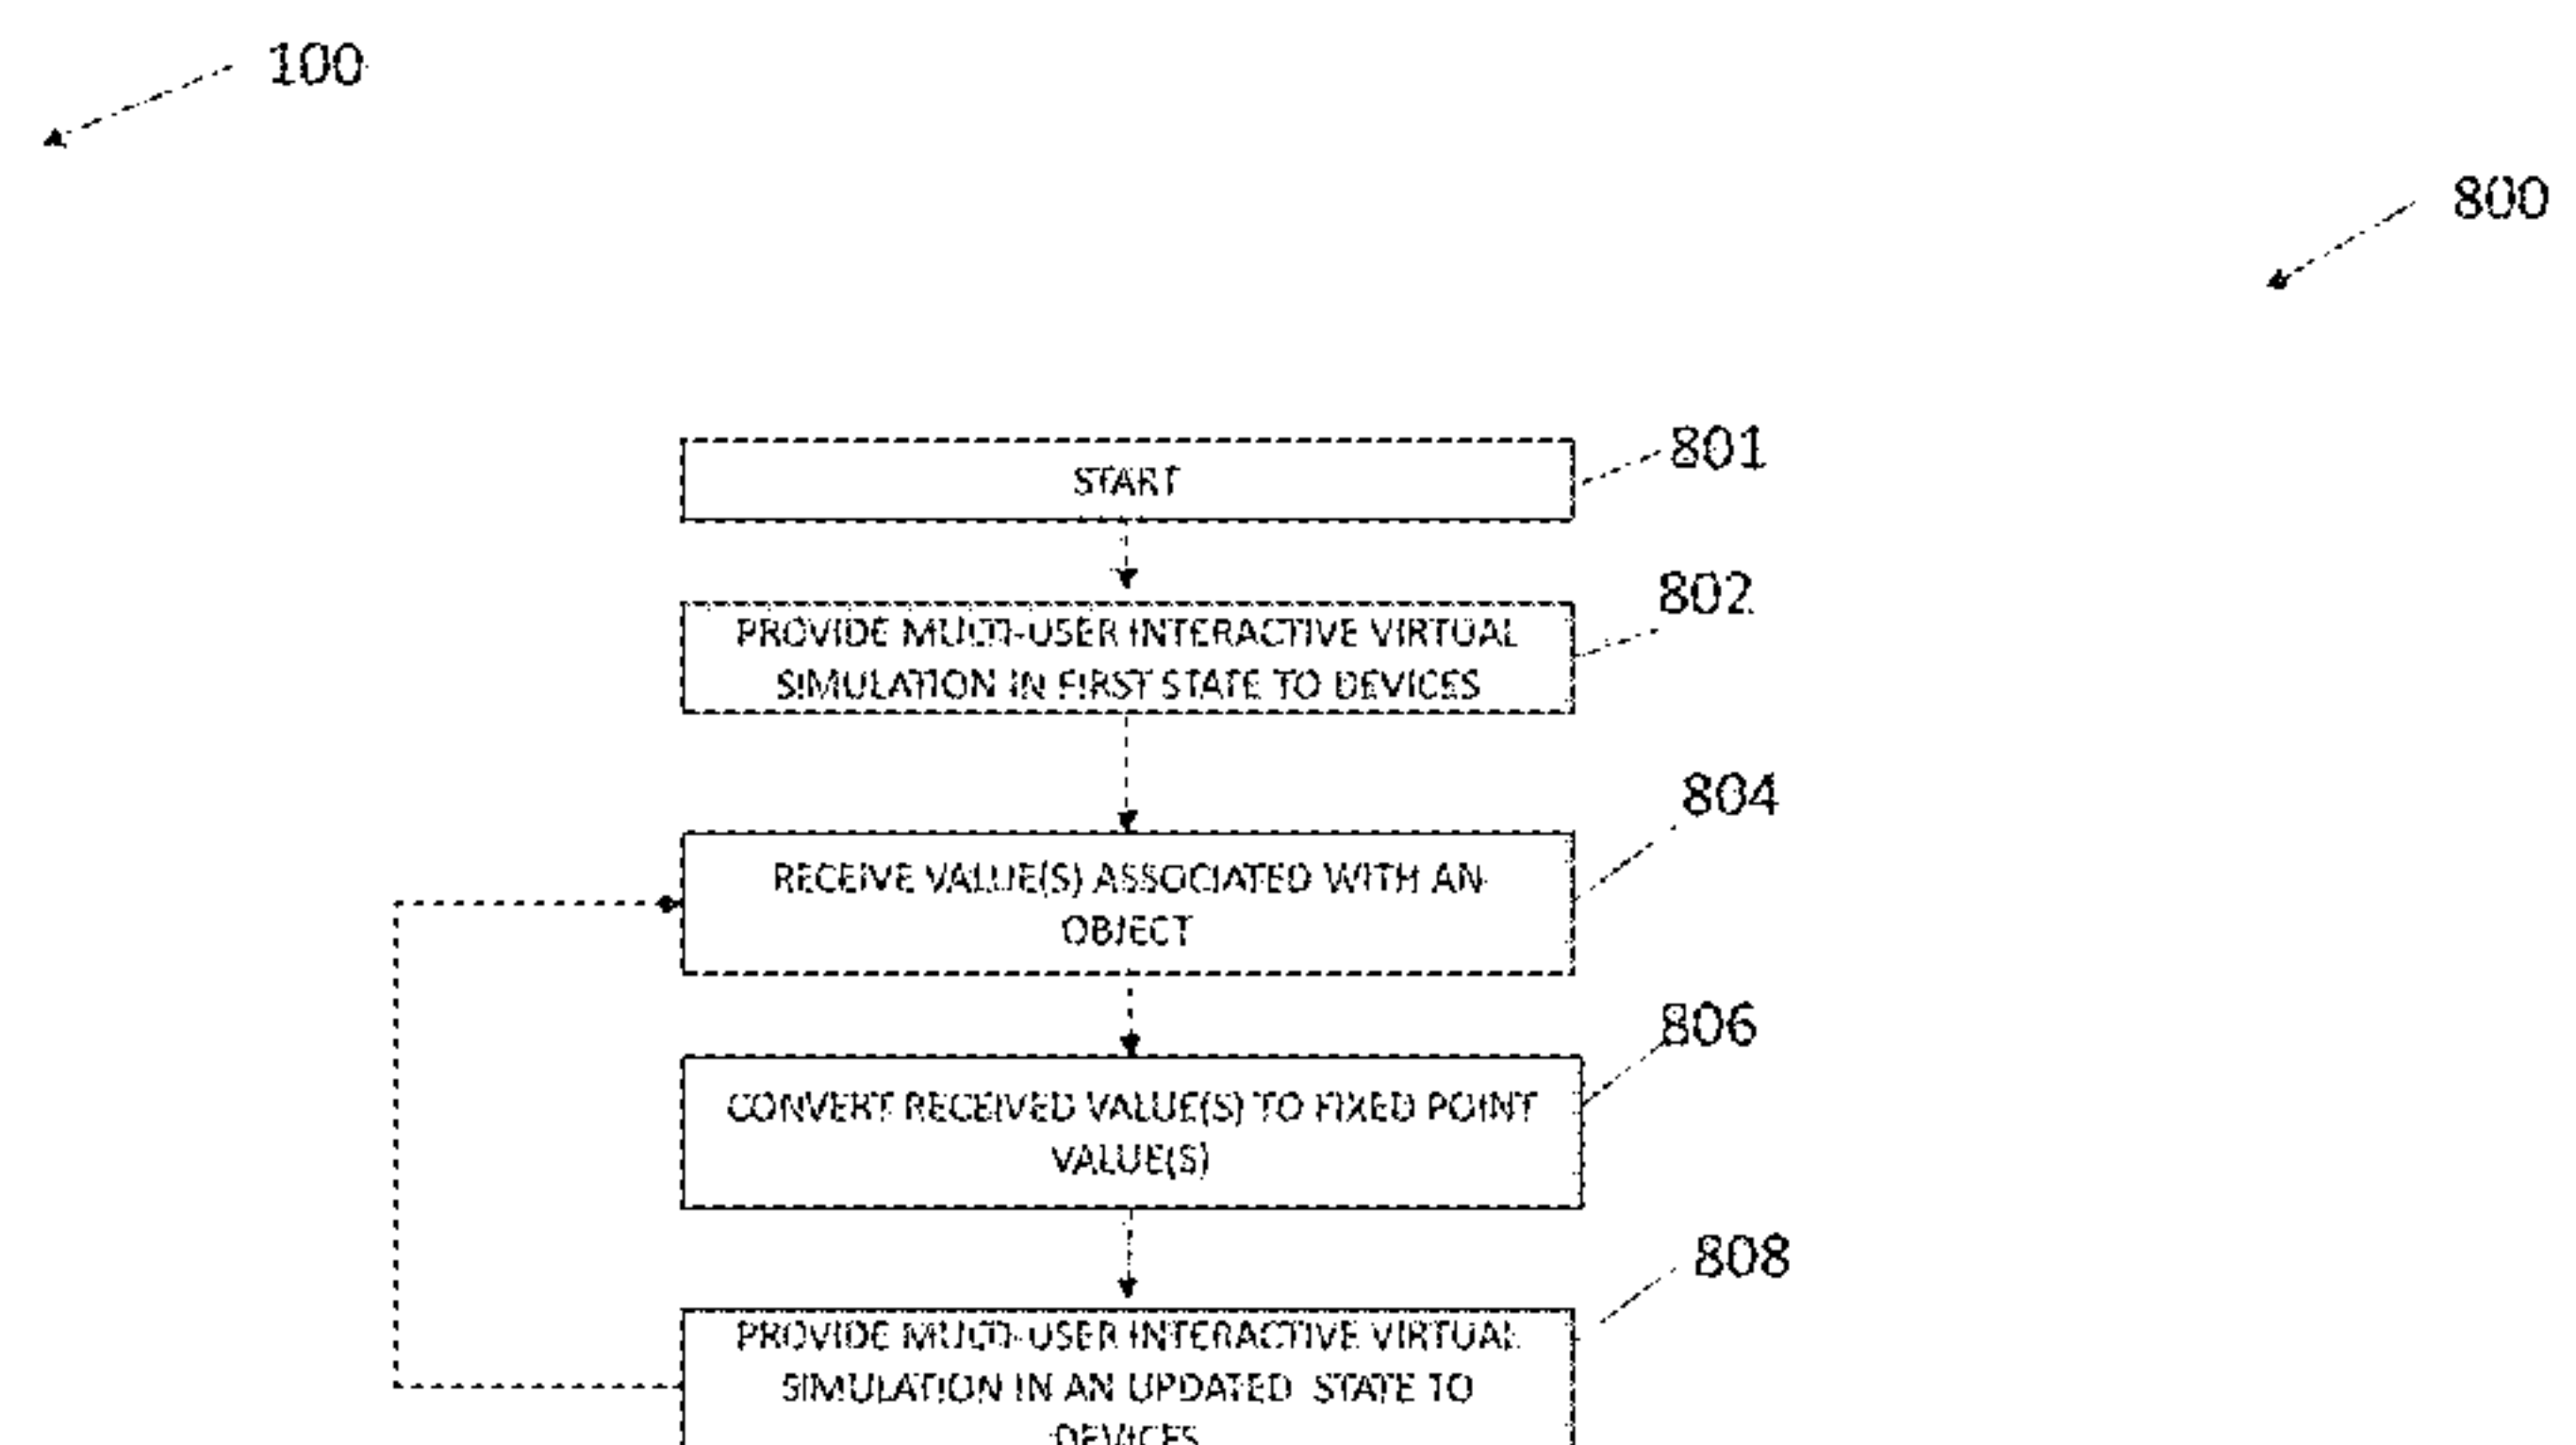 100
800
START
801
802
PROVIDE MULTI-USER INTERACTIVE VIRTUAL
SIMULATION IN FIRST STATE TO DEVICES
804
RECEIVE VALUE(S) ASSOCIATED WITH AN
OBJECT
806
CONVERT RECEIVED VALUE(S) TO FIXED POINT
VALUE(S)
808
PROVIDE MULTI-USER INTERACTIVE VIRTUAL
SIMULATION IN AN UPDATED STATE TO
DEVICES